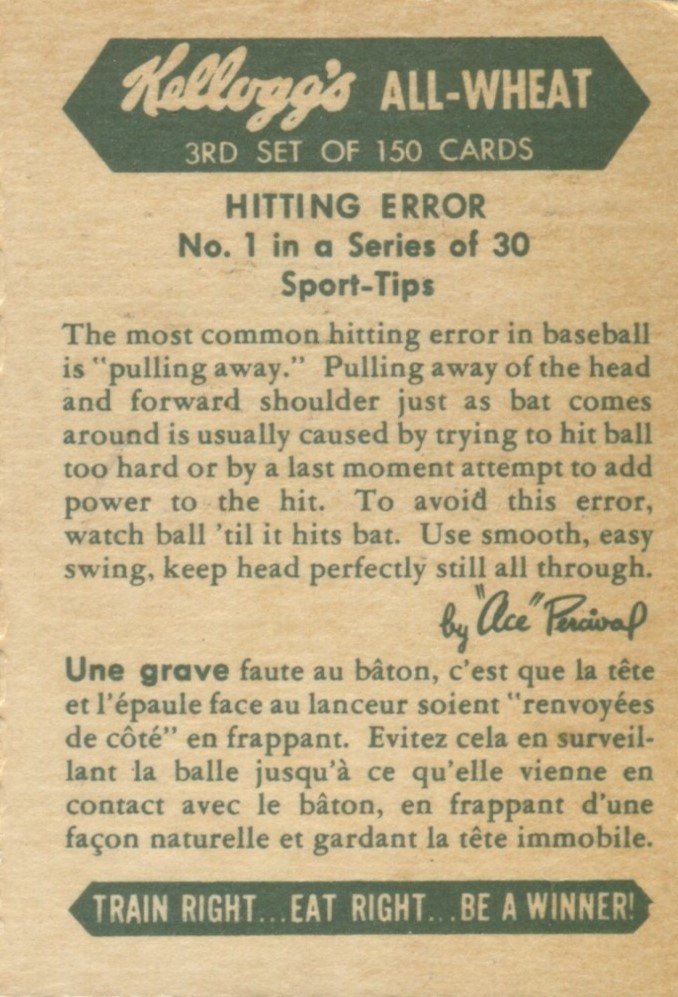 Kellogg's ALL-WHEAT
3RD SET OF 150 CARDS
HITTING ERROR
No. 1 in a Series of 30
Sport-Tips
The most common hitting error in baseball
is "pulling away." Pulling away of the head
and forward shoulder just as bat comes
around is usually caused by trying to hit ball
too hard or by a last moment attempt to add
power to the hit. To avoid this error,
watch ball 'til it hits bat. Use smooth, easy
swing, keep head perfectly still all through.
by "Ace" Percival
Une grave faute au bâton, c'est que la tête
et l'épaule face au lanceur soient "renvoyées
de côté" en frappant. Evitez cela en surveil-
lant la balle jusqu'à ce qu'elle vienne en
contact avec le bâton, en frappant d'une
façon naturelle et gardant la tête immobile.
TRAIN RIGHT...EAT RIGHT...BE A WINNER!